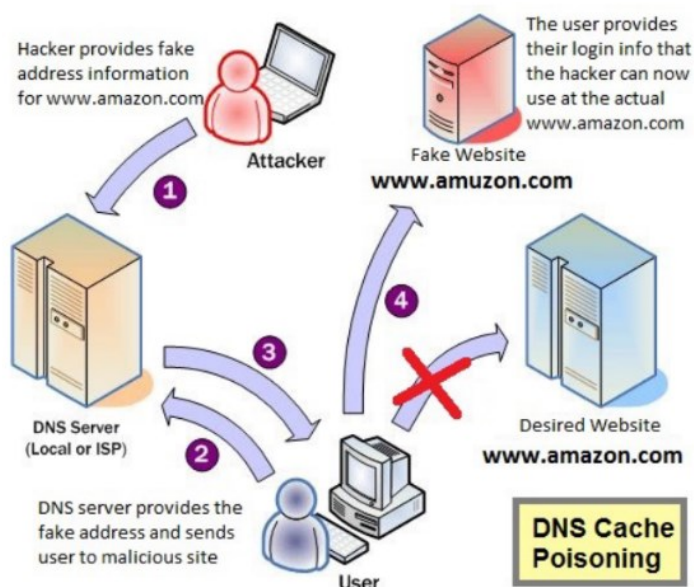 Hacker provides fake
address information
for www.amazon.com
Attacker
The user provides
their login info that
the hacker can now
use at the actual
www.amazon.com
Fake Website
www.amuzon.com
1
DNS Server
(Local or ISP)
3
2
4
Desired Website
www.amazon.com
DNS server provides the
fake address and sends
user to malicious site
User
DNS Cache
Poisoning